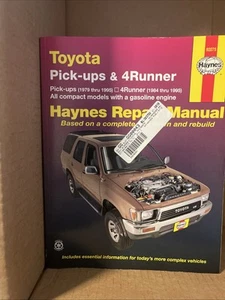 Toyota
Pick-ups & 4Runner
Pick-ups (1979 thru 1995) □ 4Runner (1984 thru 1995)
All compact models with a gasoline engine
Haynes
Haynes Repair Manual
Based on a complete and rebuild
TOYOTA
Includes essential information for today's more complex vehicles